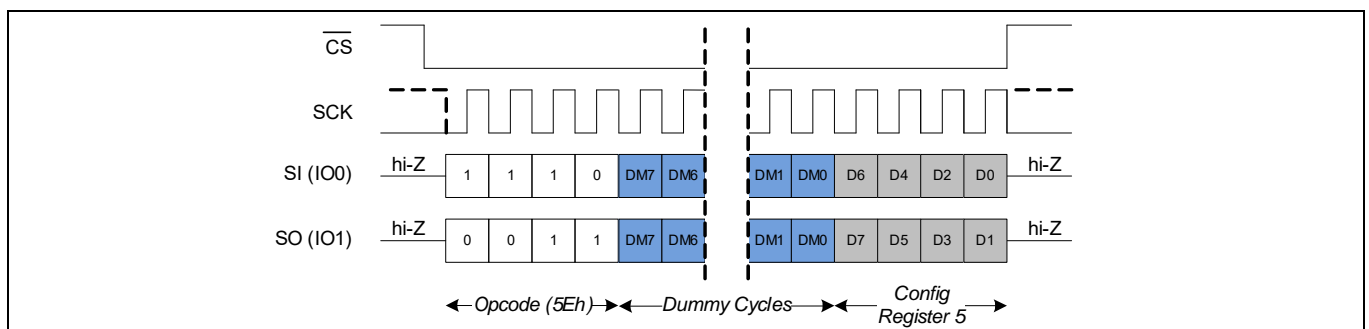 CS
SCK
SI (IO0) hi-Z 1 1 1 0 DM7 DM6 DM1 DM0 D6 D4 D2 D0 hi-Z
SO (IO1) hi-Z 0 0 1 1 DM7 DM6 DM1 DM0 D7 D5 D3 D1 hi-Z
Opcode (5Eh) Dummy Cycles Config
Register 5